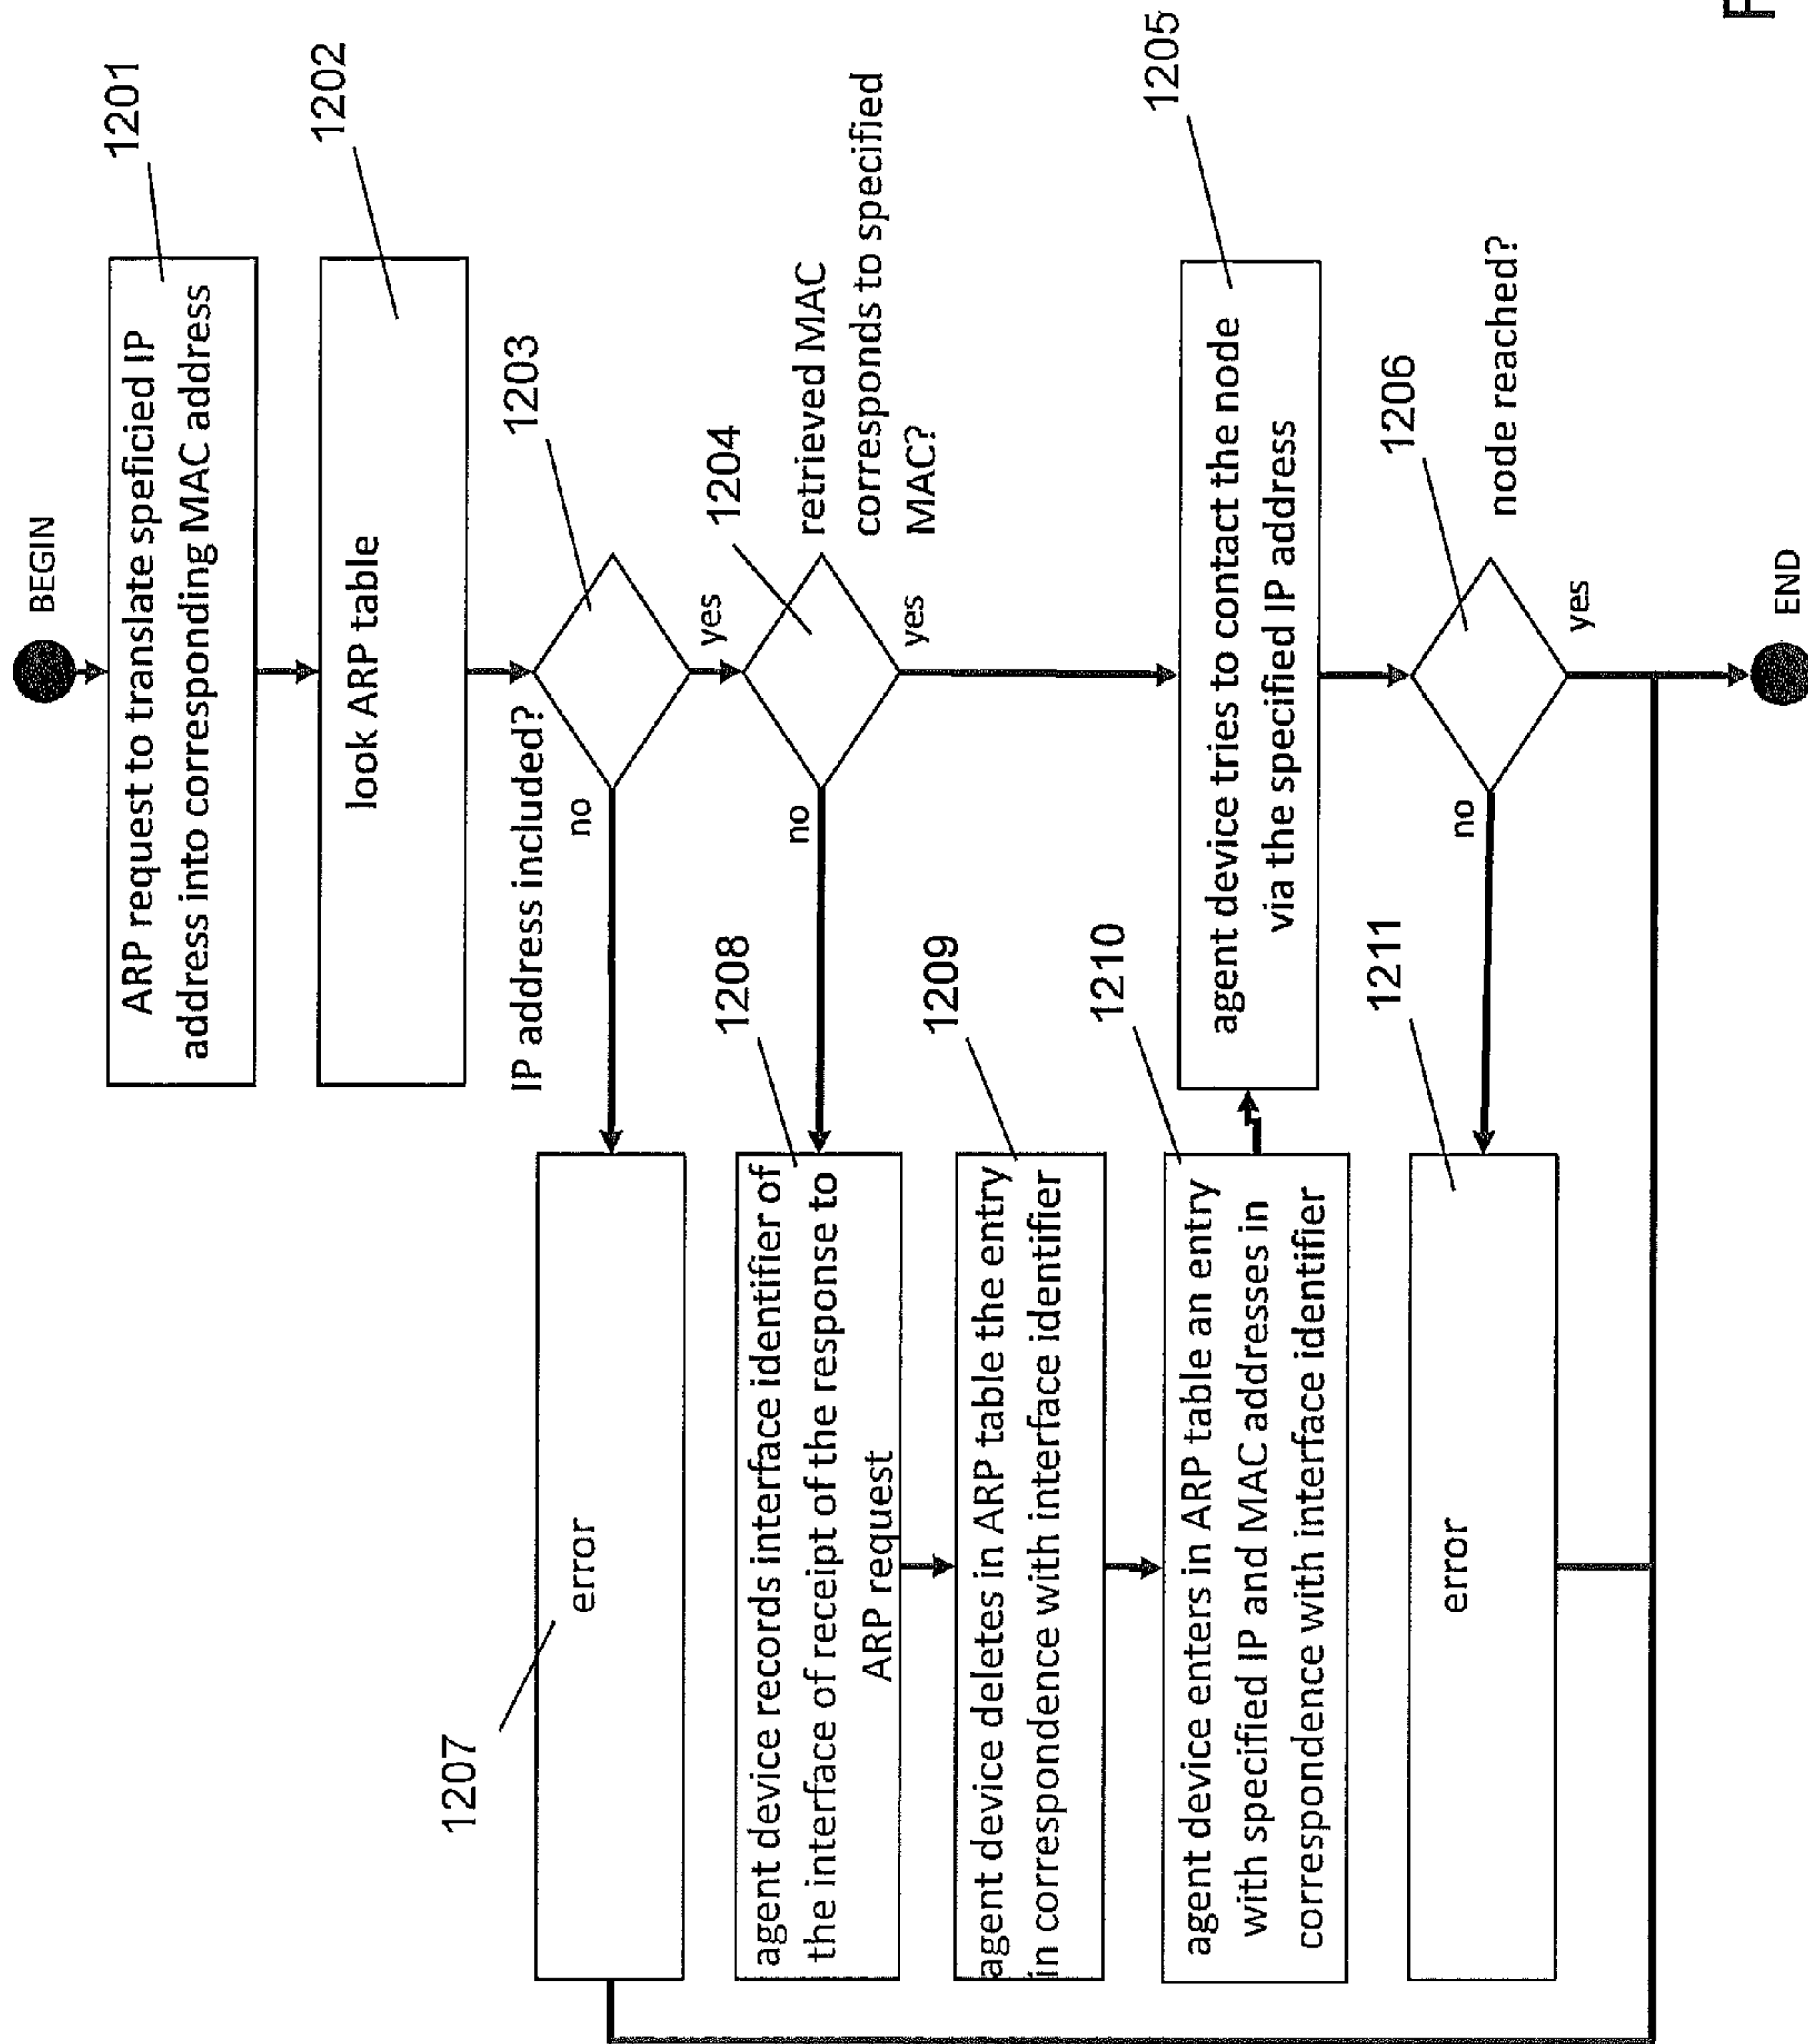 BEGIN
1201
ARP request to translate speficied IP
address into corresponding MAC address
1202
look ARP table
1203
IP address included?
yes
no
1204
retrieved MAC
corresponds to specified
MAC?
yes
no
1207
error
1208
agent device records interface identifier of
the interface of receipt of the response to
ARP request
1209
agent device deletes in ARP table the entry
in correspondence with interface identifier
1210
agent device enters in ARP table an entry
with specified IP and MAC addresses in
correspondence with interface identifier
1205
agent device tries to contact the node
via the specified IP address
1206
node reached?
yes
no
1211
error
END